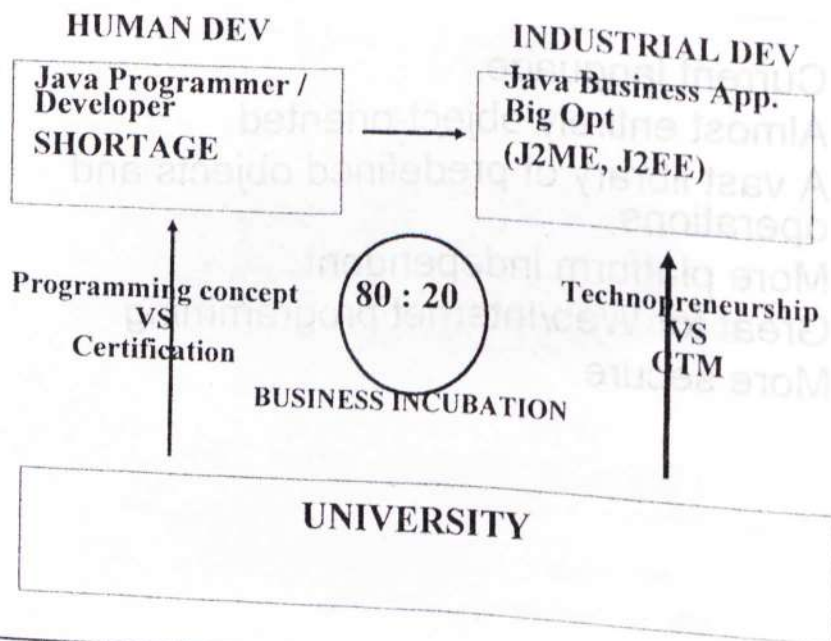 HUMAN DEV
Java Programmer /
Developer
SHORTAGE
INDUSTRIAL DEV
Java Business App.
Big Opt
(J2ME, J2EE)
Programming concept
VS
Certification
80 : 20
BUSINESS INCUBATION
Technopreneurship
VS
GTM
UNIVERSITY
Current language
Almost entirely object-oriented
A vast library of predefined objects and
operations
More platform independent
Great for Web/Internet programming
More secure